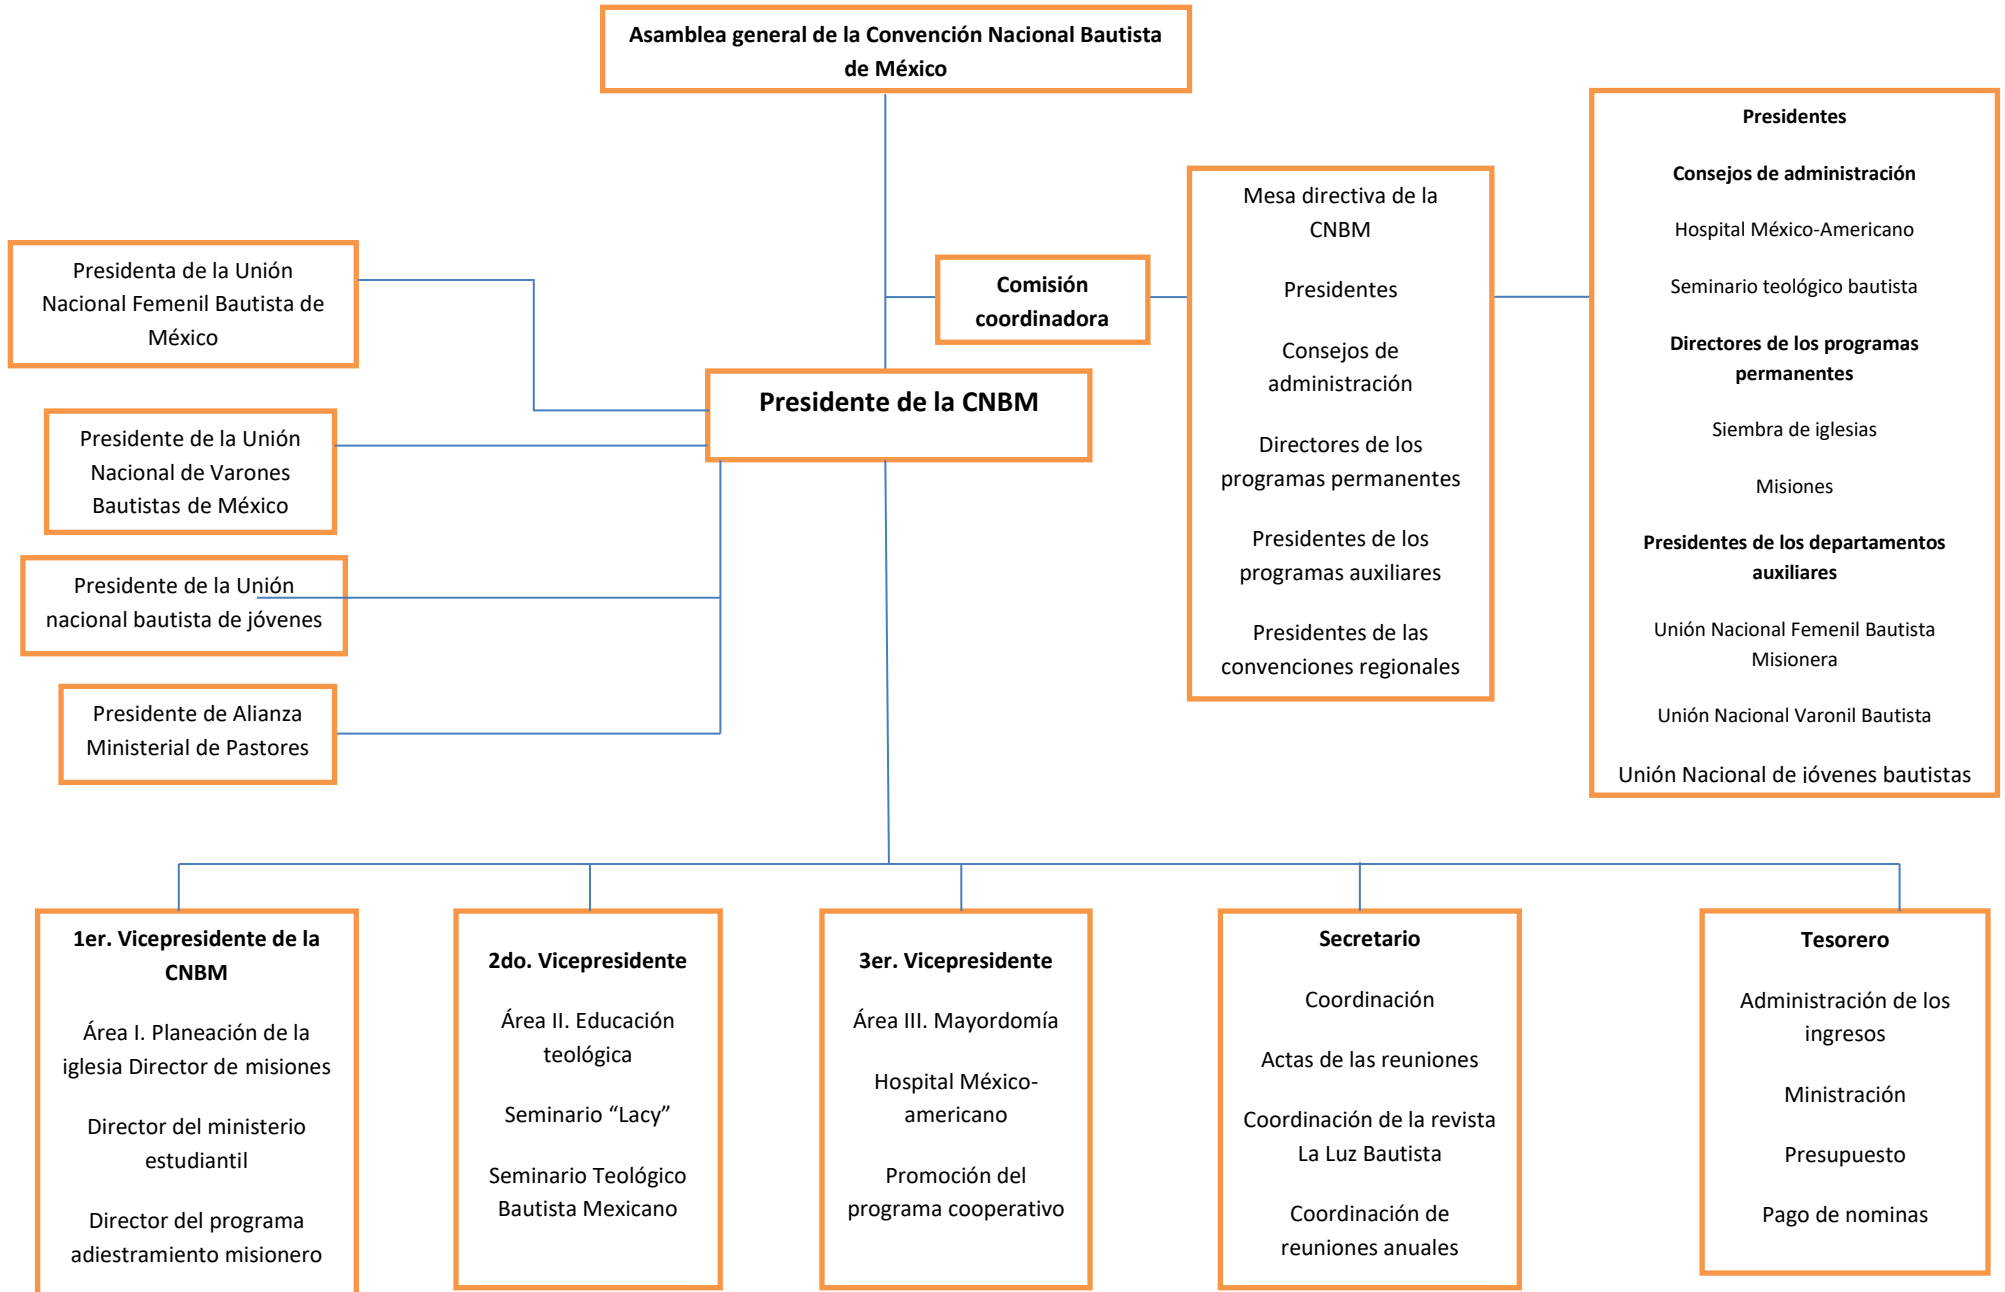 Asamblea general de la Convención Nacional Bautista
de México
Presidentes
Consejos de administración
Hospital México-Americano
Seminario teológico bautista
Directores de los programas
permanentes
Siembra de iglesias
Misiones
Presidentes de los departamentos
auxiliares
Unión Nacional Femenil Bautista
Misionera
Unión Nacional Varonil Bautista
Unión Nacional de jóvenes bautistas
Mesa directiva de la
CNBM
Presidentes
Consejos de
administración
Directores de los
programas permanentes
Presidentes de los
programas auxiliares
Presidentes de las
convenciones regionales
Comisión
coordinadora
Presidenta de la Unión
Nacional Femenil Bautista de
México
Presidente de la CNBM
Presidente de la Unión
Nacional de Varones
Bautistas de México
Presidente de la Unión
nacional bautista de jóvenes
Presidente de Alianza
Ministerial de Pastores
1er. Vicepresidente de la
CNBM
Área I. Planeación de la
iglesia Director de misiones
Director del ministerio
estudiantil
Director del programa
adiestramiento misionero
2do. Vicepresidente
Área II. Educación
teológica
Seminario “Lacy”
Seminario Teológico
Bautista Mexicano
3er. Vicepresidente
Área III. Mayordomía
Hospital México-
americano
Promoción del
programa cooperativo
Secretario
Coordinación
Actas de las reuniones
Coordinación de la revista
La Luz Bautista
Coordinación de
reuniones anuales
Tesorero
Administración de los
ingresos
Ministración
Presupuesto
Pago de nominas